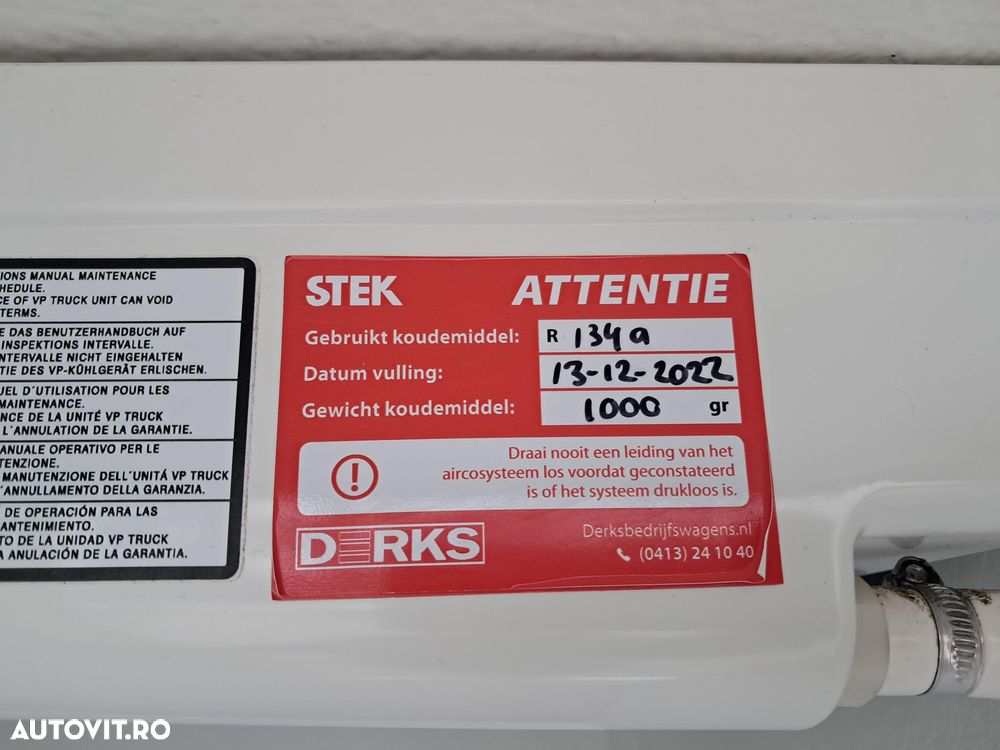 IONS MANUAL MAINTENANCE
HEDULE.
CE OF VP TRUCK UNIT CAN VOID
TERMS.
E DAS BENUTZERHANDBUCH AUF
INSPEKTIONS INTERVALLE.
INTERVALLE NICHT EINGEHALTEN
TIE DES VP-KÜHLGERÄT ERLISCHEN.
UEL D'UTILISATION POUR LES
MAINTENANCE.
NCE DE LA UNITÉ VP TRUCK
L'ANNULATION DE LA GARANTIE.
ANUALE OPERATIVO PER LE
TENZIONE.
MANUTENZIONE DELL'UNITÁ VP TRUCK
'ANNULLAMENTO DELLA GARANZIA.
DE OPERACIÓN PARA LAS
ANTENIMIENTO.
TO DE LA UNIDAD VP TRUCK
A ANULACIÓN DE LA GARANTÍA.
STEK ATTENTIE
Gebruikt koudemiddel: R 134a
Datum vulling: 13-12-2022
Gewicht koudemiddel: 1000 gr
Draai nooit een leiding van het
aircosysteem los voordat geconstateerd
is of het systeem drukloos is.
DERKS
Derksbedrijfswagens.nl
(0413) 24 10 40
AUTOVIT.RO